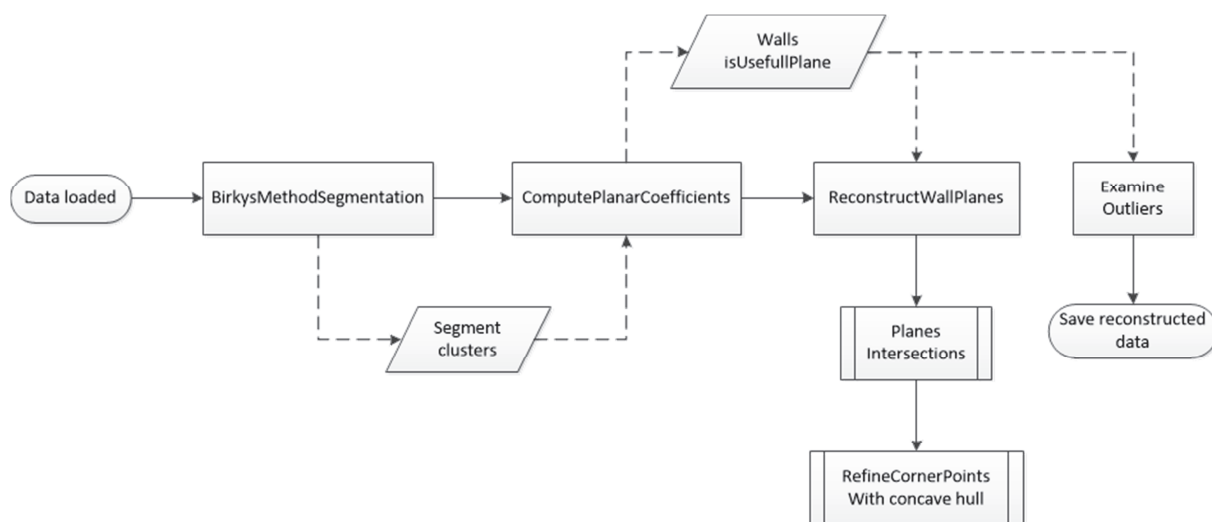 Walls
isUsefullPlane
Data loaded
BirkysMethodSegmentation
ComputePlanarCoefficients
ReconstructWallPlanes
Examine
Outliers
Segment
clusters
Planes
Intersections
Save reconstructed
data
RefineCornerPoints
With concave hull